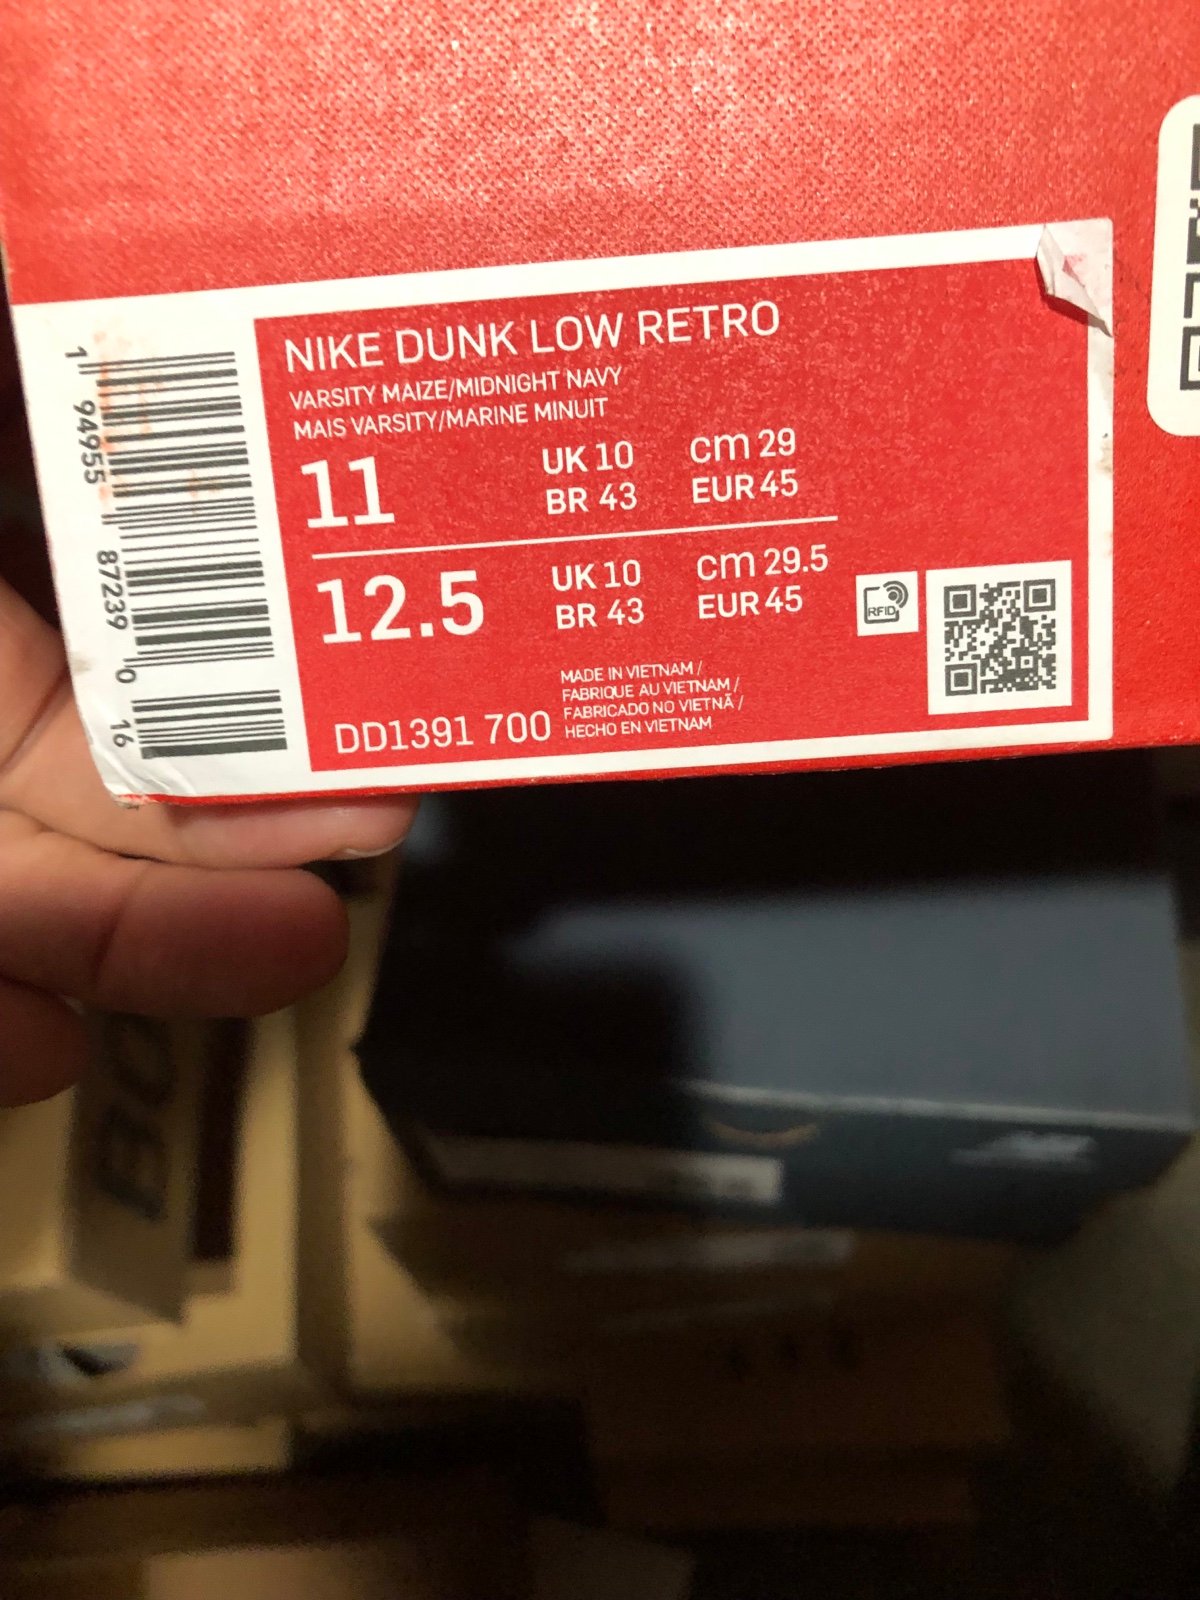 NIKE DUNK LOW RETRO
VARSITY MAIZE/MIDNIGHT NAVY
MAIS VARSITY/MARINE MINUIT
11 UK 10 cm 29
BR 43 EUR 45
12.5 UK 10 cm 29.5
BR 43 EUR 45
RFID
MADE IN VIETNAM /
FABRIQUE AU VIETNAM /
FABRICADO NO VIETNÃ /
HECHO EN VIETNAM
DD1391 700
1 94955 87239 0 16